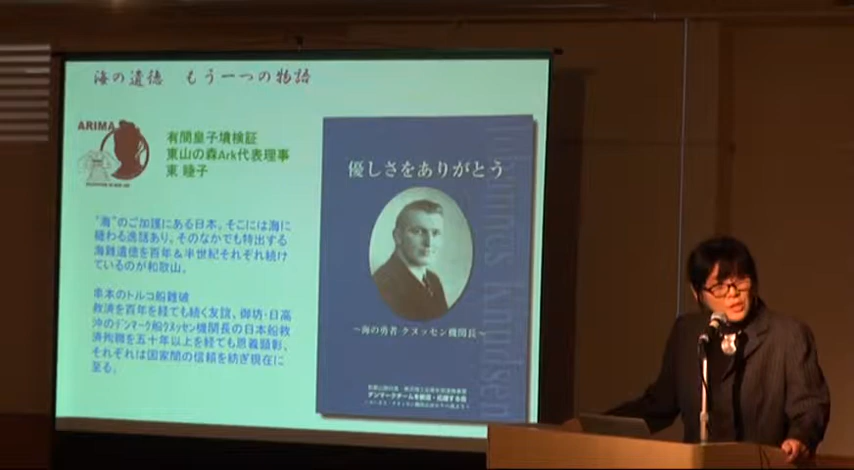 海の遺徳 もう一つの物語
ARIMA
有間皇子墳検証
東山の森Ark代表理事
東 睦子
“海”のご加護にある日本。そこには海に
纏わる逸話あり。そのなかでも特出する
海難遺徳を百年&半世紀それぞれ続け
ているのが和歌山。
串本のトルコ船難破
救済を百年を経ても続く友誼、御坊・日高
沖のデンマーク船クヌッセン機関長の日本船救
済殉職を五十年以上を経ても恩義顕彰、
それぞれは国家間の信頼を紡ぎ現在に
至る。
優しさをありがとう
Johannes Knudsen
~海の勇者 クヌッセン機関長~
デンマークチームを歓迎・応援する会